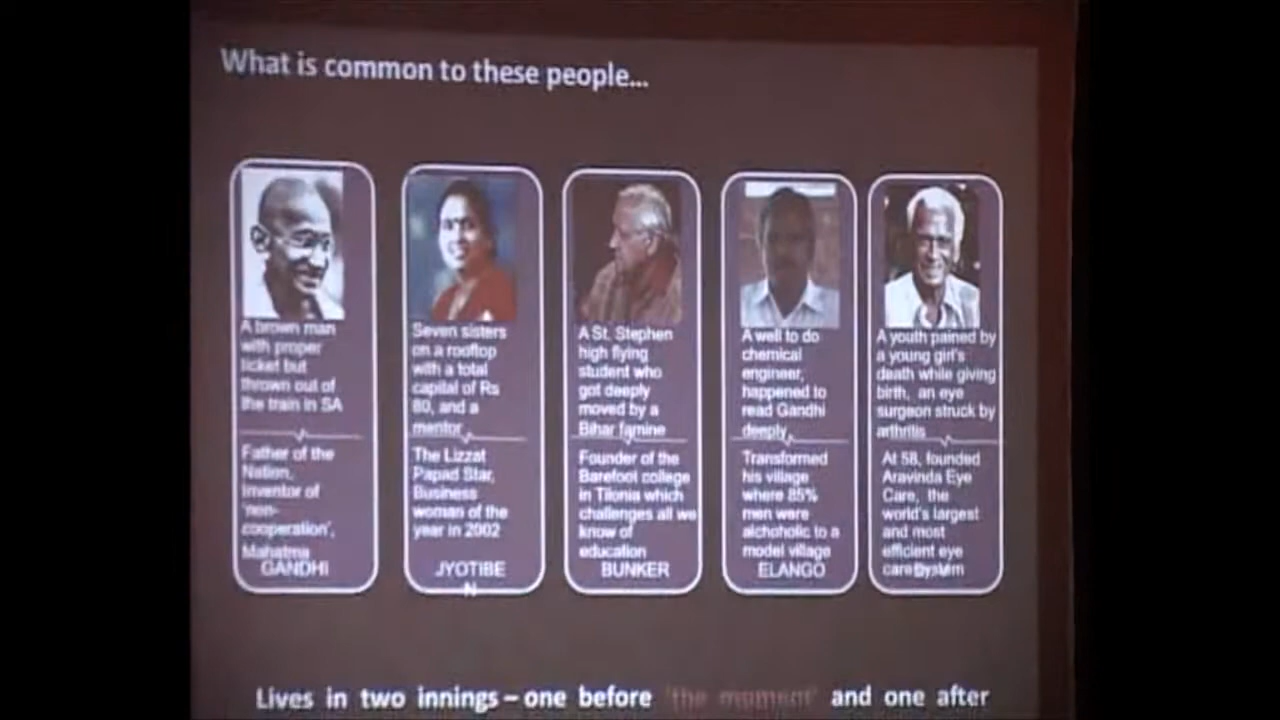 What is common to these people...
A brown man
with proper
ticket but
thrown out of
the train in SA
Father of the
Nation,
Inventor of
'non-
cooperation',
Mahatma
GANDHI
Seven sisters
on a rooftop
with a total
capital of Rs
80, and a
mentor
The Lizzat
Papad Star,
Business
woman of the
year in 2002
JYOTIBE
N
A St. Stephen
high flying
student who
got deeply
moved by a
Bihar famine
Founder of the
Barefoot college
in Tilonia which
challenges all we
know of
education
BUNKER
A well to do
chemical
engineer,
happened to
read Gandhi
deeply
Transformed
his village
where 85%
men were
alchoholic to a
model village
ELANGO
A youth pained by
a young girl's
death while giving
birth, an eye
surgeon struck by
arthritis
At 58, founded
Aravinda Eye
Care, the
world's largest
and most
efficient eye
care system
Lives in two innings – one before 'the moment' and one after